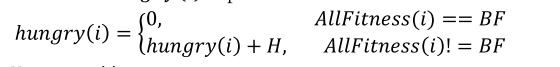 hungry(i) = {0, AllFitness(i) == BF
hungry(i) + H, AllFitness(i)! = BF